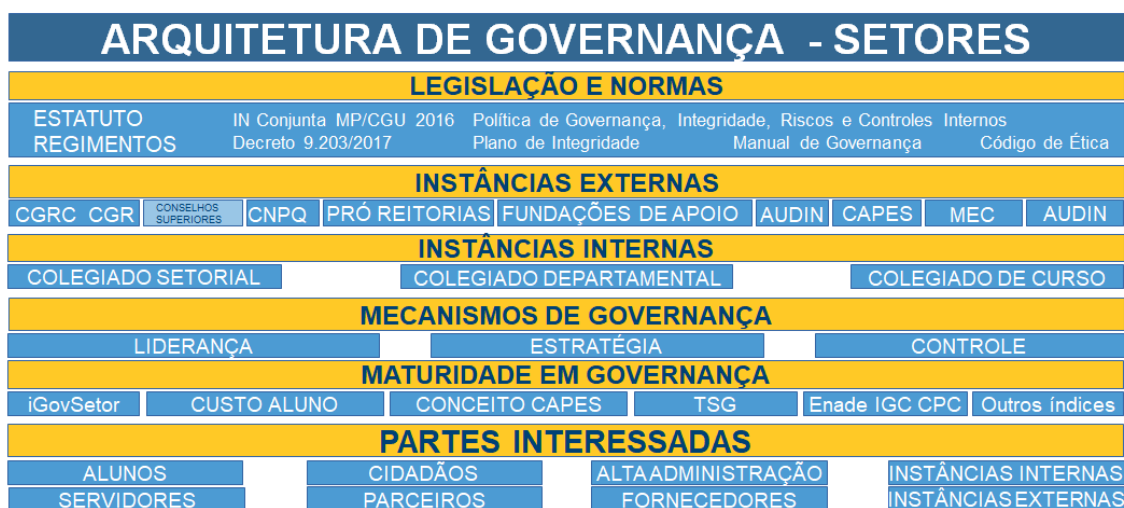 ARQUITETURA DE GOVERNANÇA - SETORES
LEGISLAÇÃO E NORMAS
ESTATUTO IN Conjunta MP/CGU 2016 Política de Governança, Integridade, Riscos e Controles Internos
REGIMENTOS Decreto 9.203/2017 Plano de Integridade Manual de Governança Código de Ética
INSTÂNCIAS EXTERNAS
CGRC CGR CONSELHOS SUPERIORES CNPQ PRÓ REITORIAS FUNDAÇÕES DE APOIO AUDIN CAPES MEC AUDIN
INSTÂNCIAS INTERNAS
COLEGIADO SETORIAL COLEGIADO DEPARTAMENTAL COLEGIADO DE CURSO
MECANISMOS DE GOVERNANÇA
LIDERANÇA ESTRATÉGIA CONTROLE
MATURIDADE EM GOVERNANÇA
iGovSetor CUSTO ALUNO CONCEITO CAPES TSG Enade IGC CPC Outros índices
PARTES INTERESSADAS
ALUNOS CIDADÃOS ALTA ADMINISTRAÇÃO INSTÂNCIAS INTERNAS
SERVIDORES PARCEIROS FORNECEDORES INSTÂNCIAS EXTERNAS